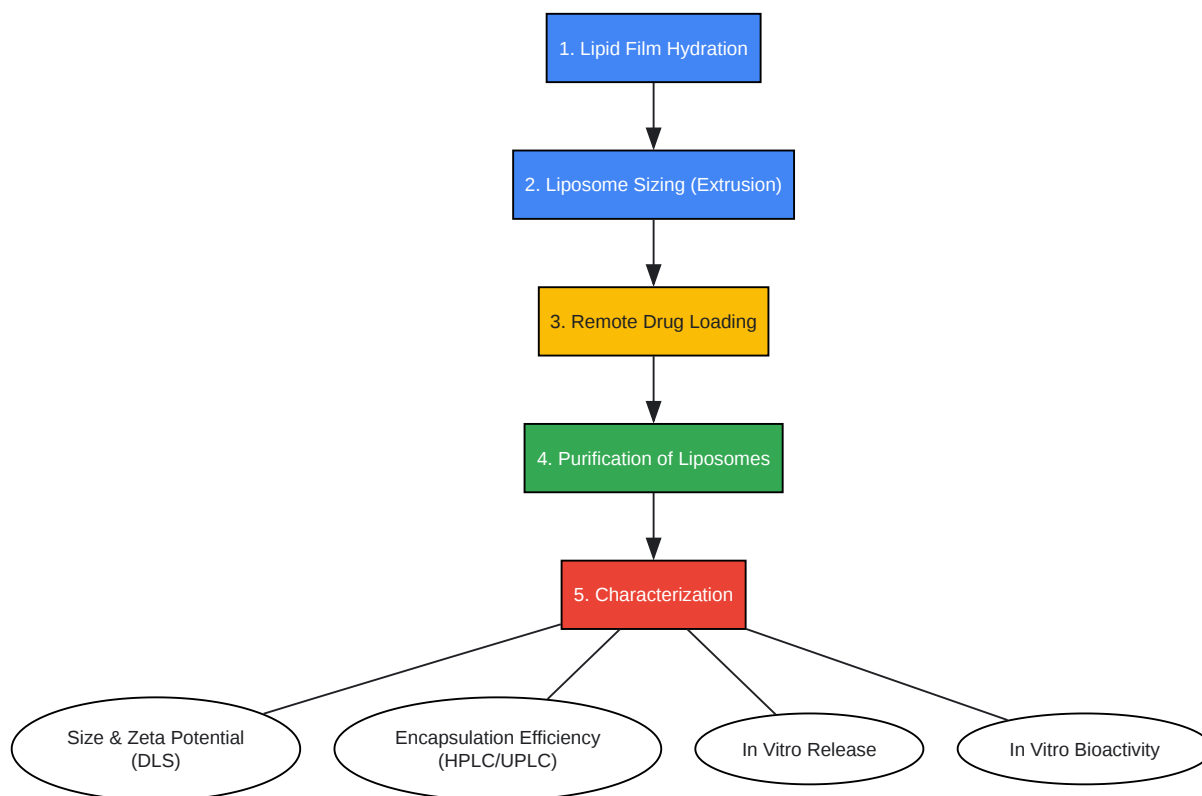 1. Lipid Film Hydration
2. Liposome Sizing (Extrusion)
3. Remote Drug Loading
4. Purification of Liposomes
5. Characterization
Size & Zeta Potential
(DLS)
Encapsulation Efficiency
(HPLC/UPLC)
In Vitro Release
In Vitro Bioactivity